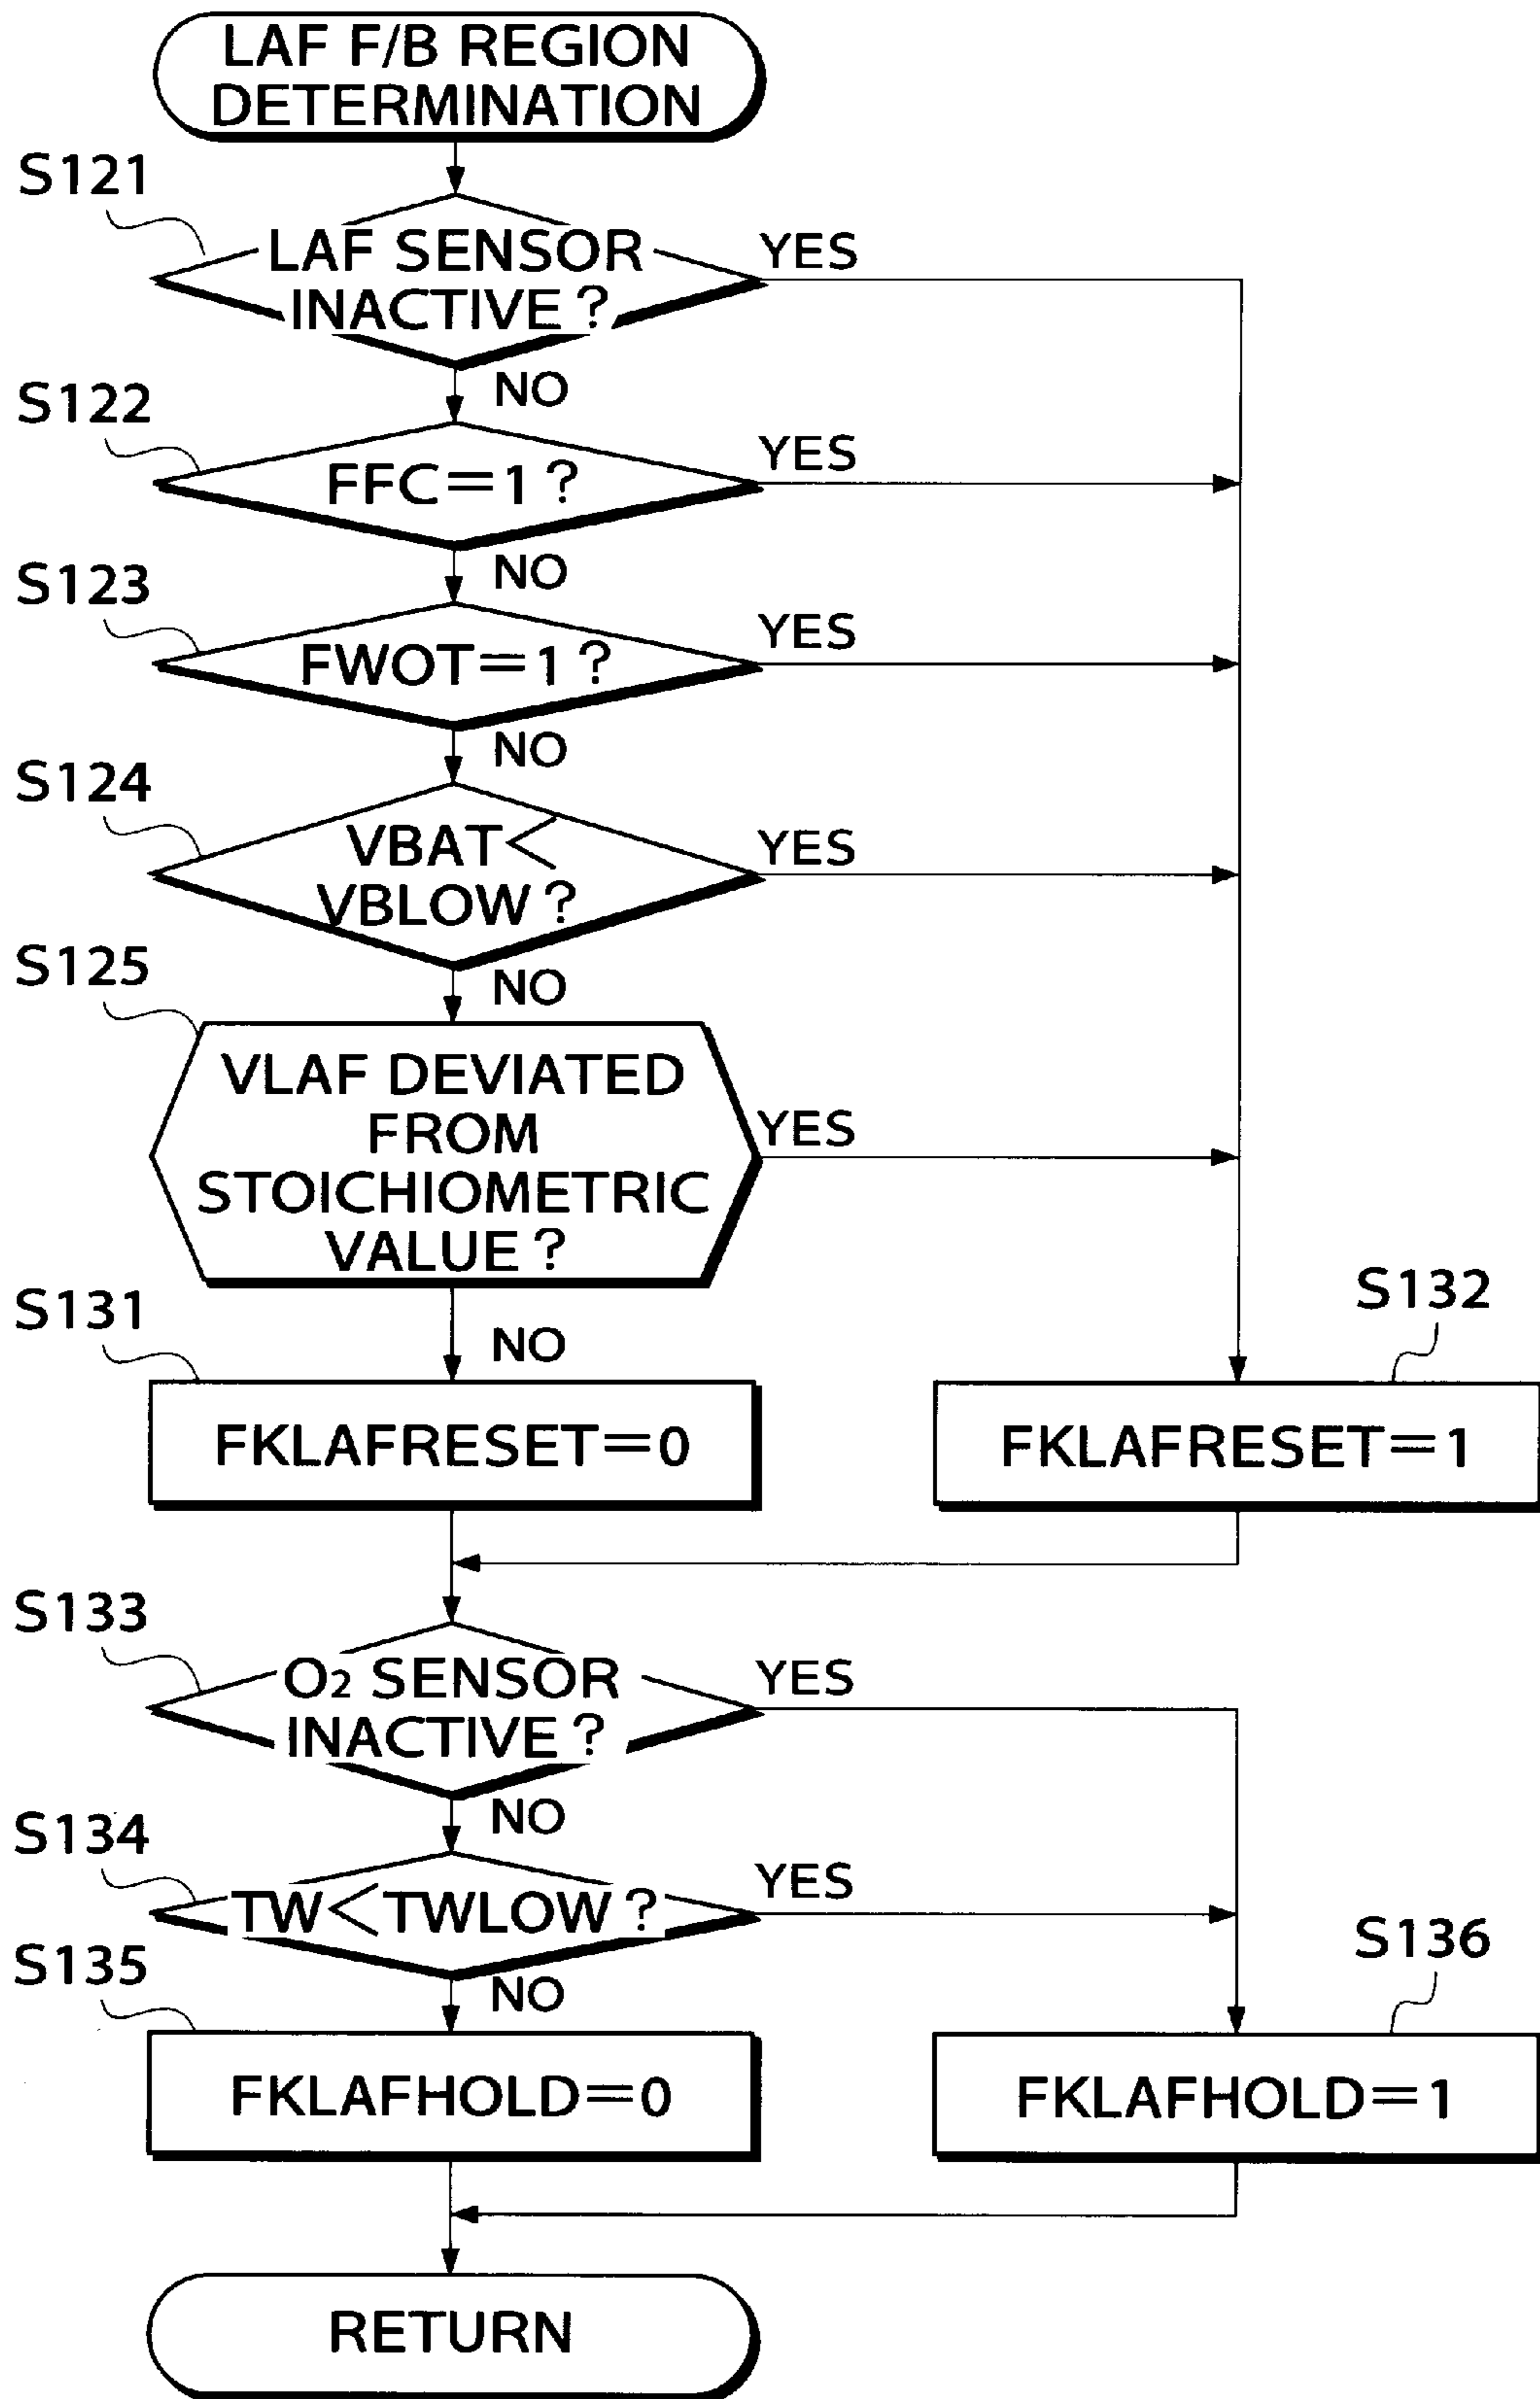 LAF F/B REGION
DETERMINATION
S121
LAF SENSOR
INACTIVE?
YES
NO
S122
FFC=1?
YES
NO
S123
FWOT=1?
YES
NO
S124
VBAT<
VBLOW?
YES
NO
S125
VLAF DEVIATED
FROM
STOICHIOMETRIC
VALUE?
YES
NO
S131
FKLAFRESET=0
S132
FKLAFRESET=1
S133
O2 SENSOR
INACTIVE?
YES
NO
S134
TW<TWLOW?
YES
NO
S135
FKLAFHOLD=0
S136
FKLAFHOLD=1
RETURN